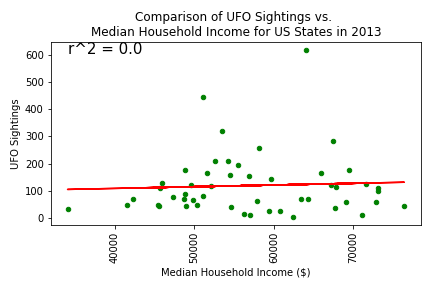 Comparison of UFO Sightings vs.
Median Household Income for US States in 2013
r^2 = 0.0
600
500
400
300
200
100
0
UFO Sightings
40000
50000
60000
70000
Median Household Income ($)